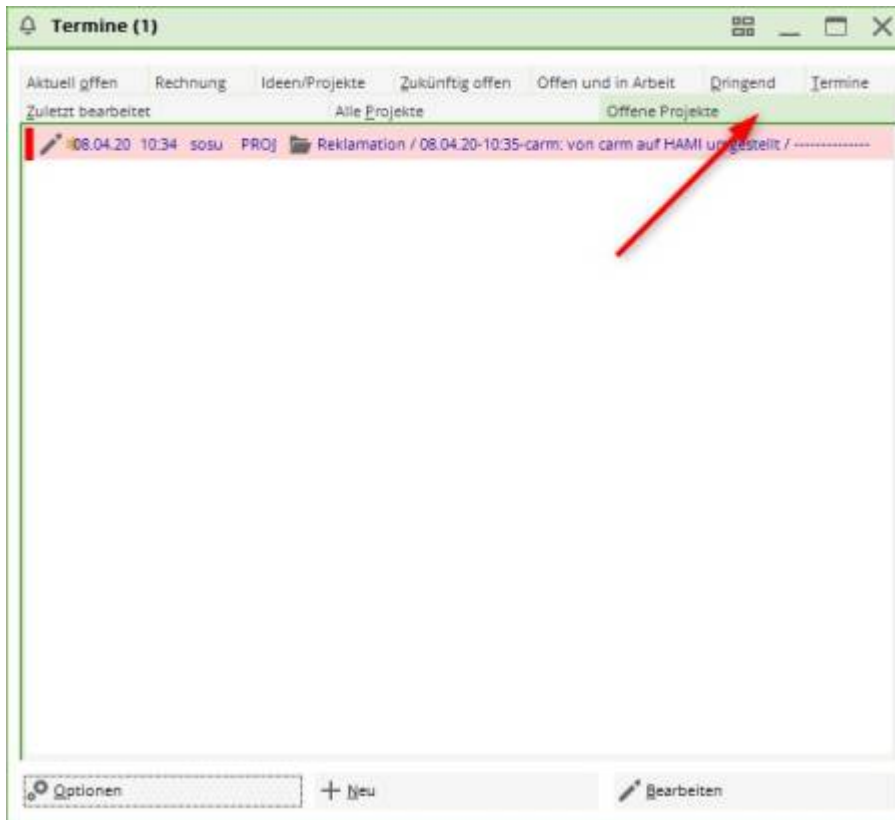 Termine (1)
Aktuell offen Rechnung Ideen/Projekte Zukünftig offen Offen und in Arbeit Dringend Termine
Zuletzt bearbeitet Alle Projekte Offene Projekte
08.04.20 10:34 sosu PROJ Reklamation / 08.04.20-10:35-carm: von carm auf HAMI umgestellt / ---------------
Optionen Neu Bearbeiten